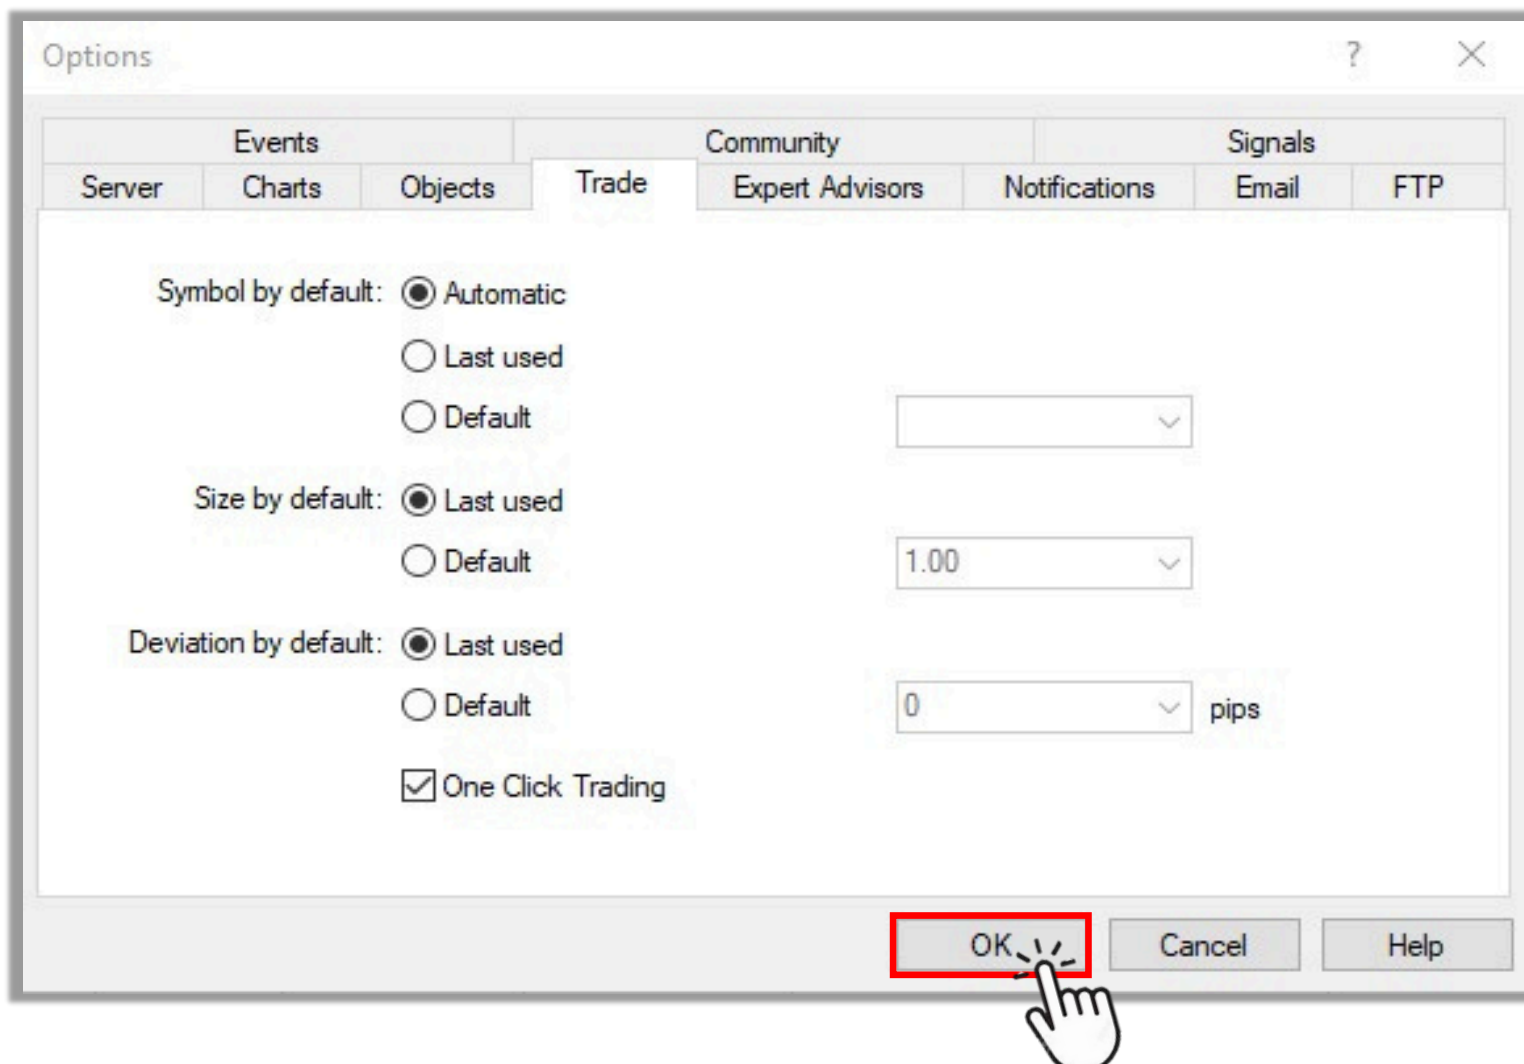 Options ?
Events Community Signals
Server Charts Objects Trade Expert Advisors Notifications Email FTP
Symbol by default: Automatic
Last used
Default
Size by default: Last used
Default 1.00
Deviation by default: Last used
Default 0 pips
One Click Trading
OK Cancel Help